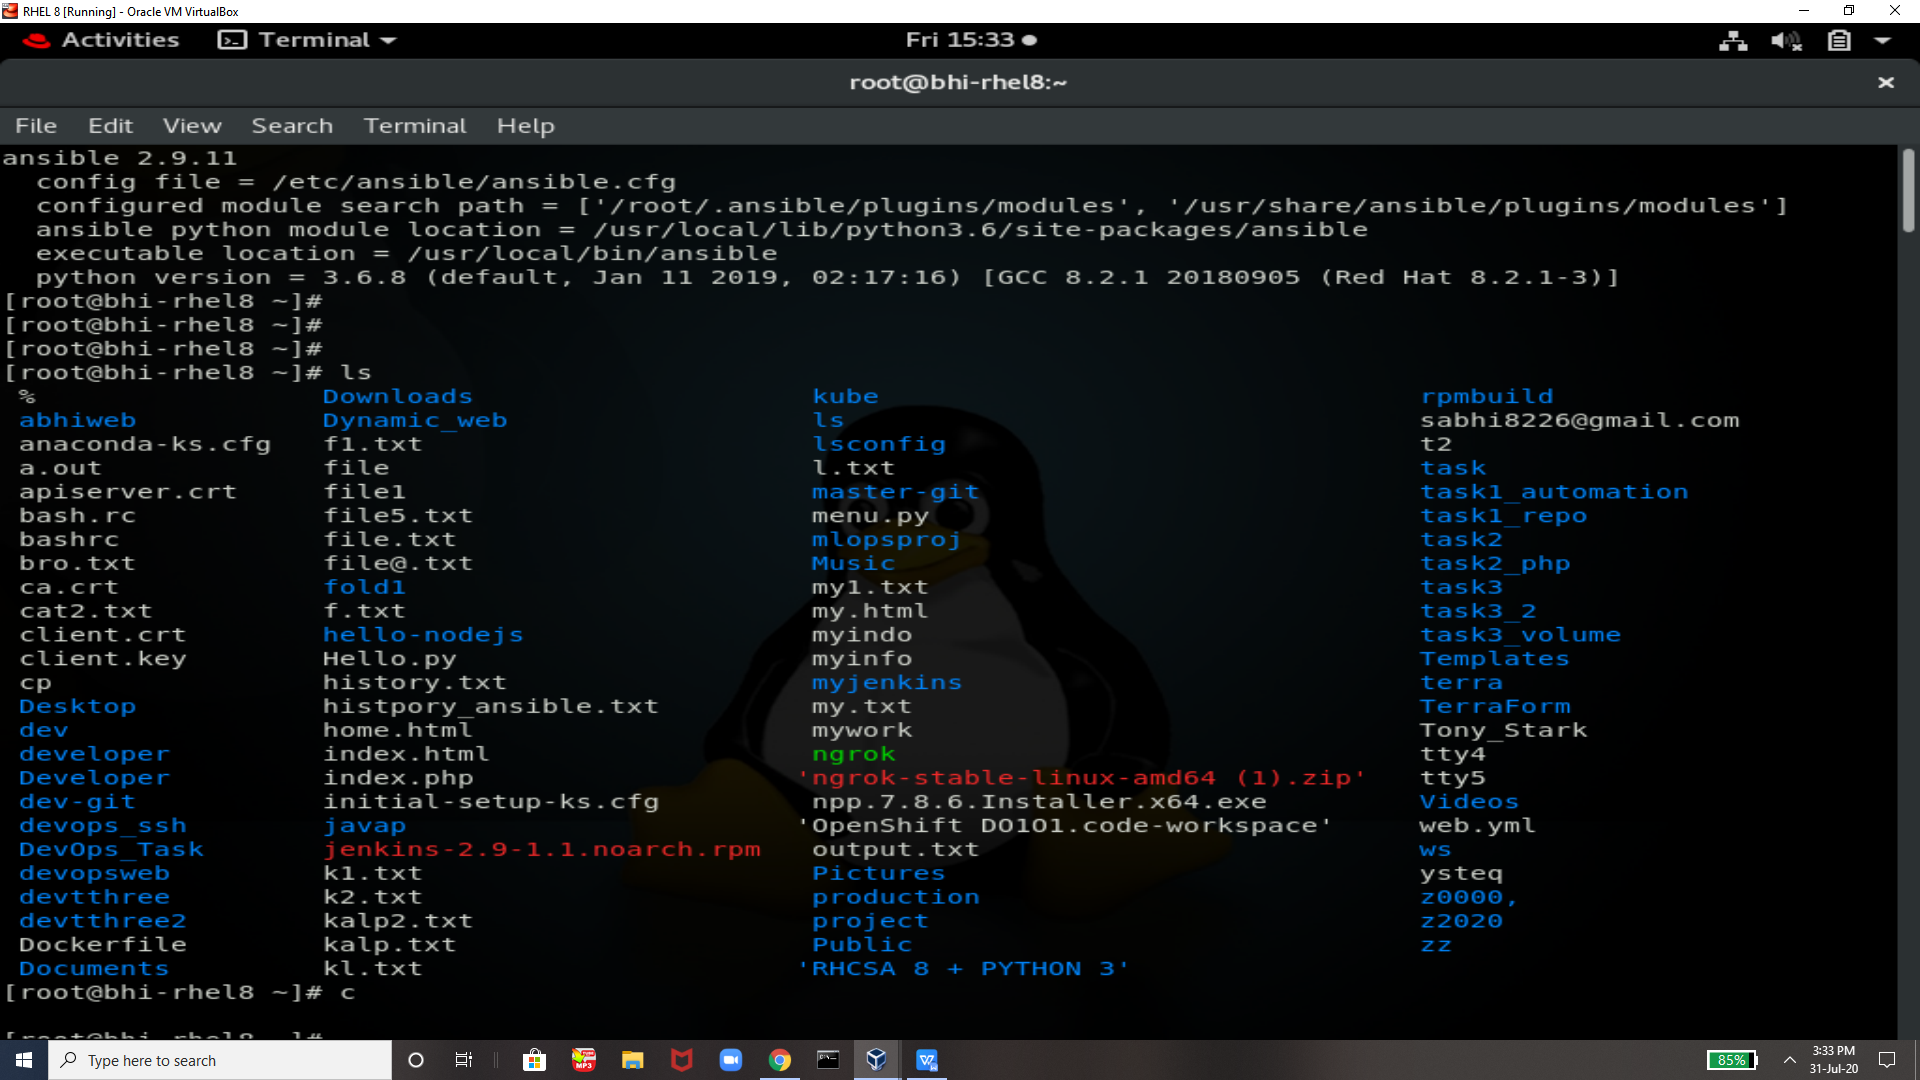 RHEL 8 [Running] - Oracle VM VirtualBox
Activities Terminal Fri 15:33
root@bhi-rhel8:~
File Edit View Search Terminal Help
ansible 2.9.11
  config file = /etc/ansible/ansible.cfg
  configured module search path = ['/root/.ansible/plugins/modules', '/usr/share/ansible/plugins/modules']
  ansible python module location = /usr/local/lib/python3.6/site-packages/ansible
  executable location = /usr/local/bin/ansible
  python version = 3.6.8 (default, Jan 11 2019, 02:17:16) [GCC 8.2.1 20180905 (Red Hat 8.2.1-3)]
[root@bhi-rhel8 ~]#
[root@bhi-rhel8 ~]#
[root@bhi-rhel8 ~]#
[root@bhi-rhel8 ~]# ls
% Downloads kube rpmbuild
abhiweb Dynamic_web ls sabhi8226@gmail.com
anaconda-ks.cfg f1.txt lsconfig t2
a.out file l.txt task
apiserver.crt file1 master-git task1_automation
bash.rc file5.txt menu.py task1_repo
bashrc file.txt mlopsproj task2
bro.txt file@.txt Music task2_php
ca.crt fold1 my1.txt task3
cat2.txt f.txt my.html task3_2
client.crt hello-nodejs myindo task3_volume
client.key Hello.py myinfo Templates
cp history.txt myjenkins terra
Desktop histpory_ansible.txt my.txt TerraForm
dev home.html mywork Tony_Stark
developer index.html ngrok tty4
Developer index.php 'ngrok-stable-linux-amd64 (1).zip' tty5
dev-git initial-setup-ks.cfg npp.7.8.6.Installer.x64.exe Videos
devops_ssh javap 'OpenShift DO101.code-workspace' web.yml
DevOps_Task jenkins-2.9-1.1.noarch.rpm output.txt ws
devopsweb k1.txt Pictures ysteq
devtthree k2.txt production z0000,
devtthree2 kalp2.txt project z2020
Dockerfile kalp.txt Public zz
Documents kl.txt 'RHCSA 8 + PYTHON 3'
[root@bhi-rhel8 ~]# c
[root@bhi-rhel8 ~]#
Type here to search 85% 3:33 PM
31-Jul-20